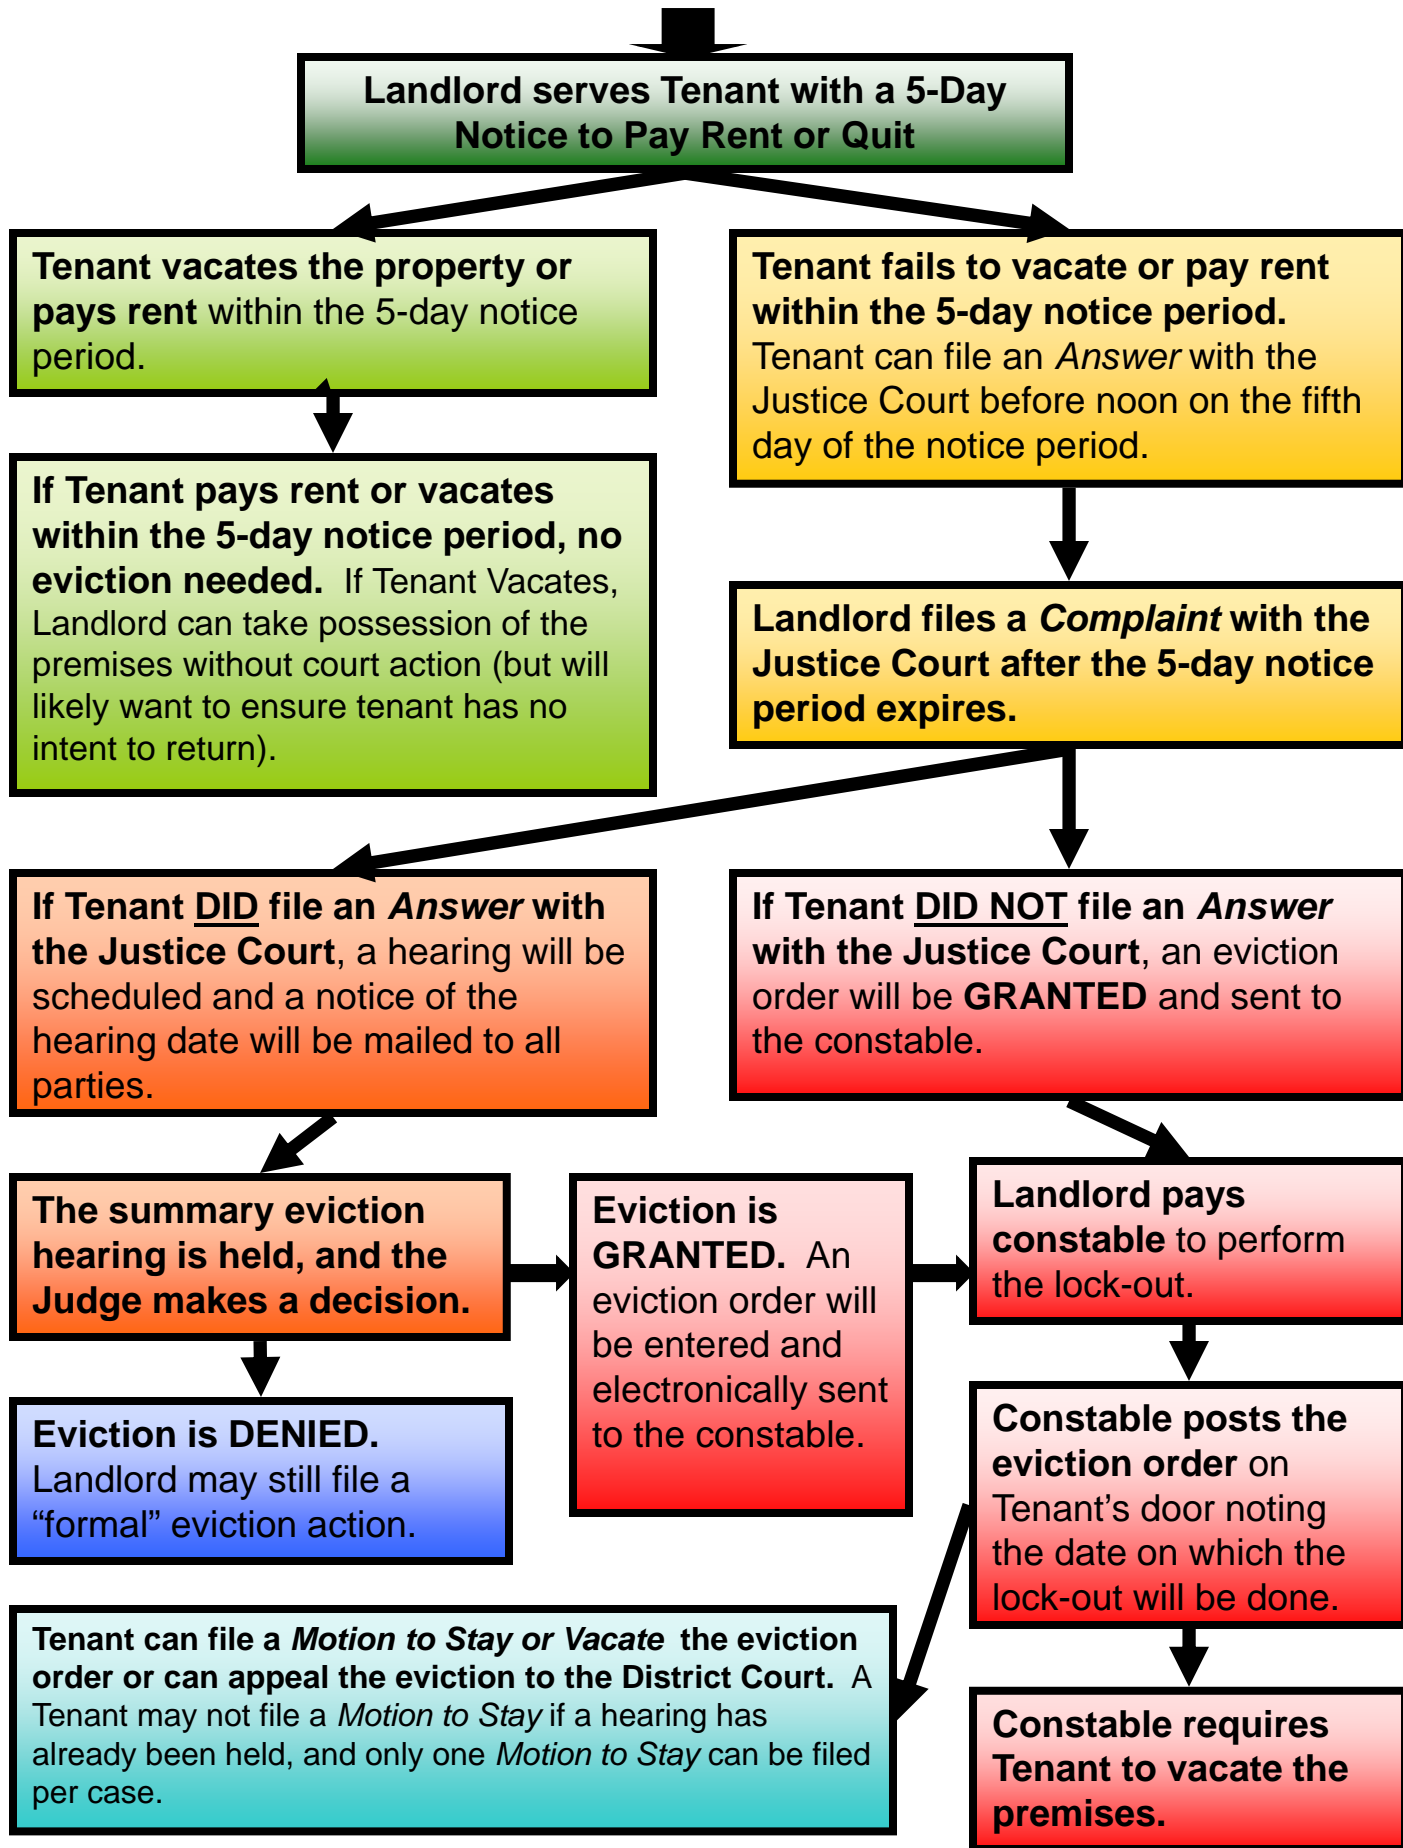 Landlord serves Tenant with a 5-Day
Notice to Pay Rent or Quit
Tenant vacates the property or
pays rent within the 5-day notice
period.
Tenant fails to vacate or pay rent
within the 5-day notice period.
Tenant can file an Answer with the
Justice Court before noon on the fifth
day of the notice period.
If Tenant pays rent or vacates
within the 5-day notice period, no
eviction needed. If Tenant Vacates,
Landlord can take possession of the
premises without court action (but will
likely want to ensure tenant has no
intent to return).
Landlord files a Complaint with the
Justice Court after the 5-day notice
period expires.
If Tenant DID file an Answer with
the Justice Court, a hearing will be
scheduled and a notice of the
hearing date will be mailed to all
parties.
If Tenant DID NOT file an Answer
with the Justice Court, an eviction
order will be GRANTED and sent to
the constable.
The summary eviction
hearing is held, and the
Judge makes a decision.
Eviction is
GRANTED. An
eviction order will
be entered and
electronically sent
to the constable.
Landlord pays
constable to perform
the lock-out.
Eviction is DENIED.
Landlord may still file a
“formal” eviction action.
Constable posts the
eviction order on
Tenant’s door noting
the date on which the
lock-out will be done.
Tenant can file a Motion to Stay or Vacate the eviction
order or can appeal the eviction to the District Court. A
Tenant may not file a Motion to Stay if a hearing has
already been held, and only one Motion to Stay can be filed
per case.
Constable requires
Tenant to vacate the
premises.